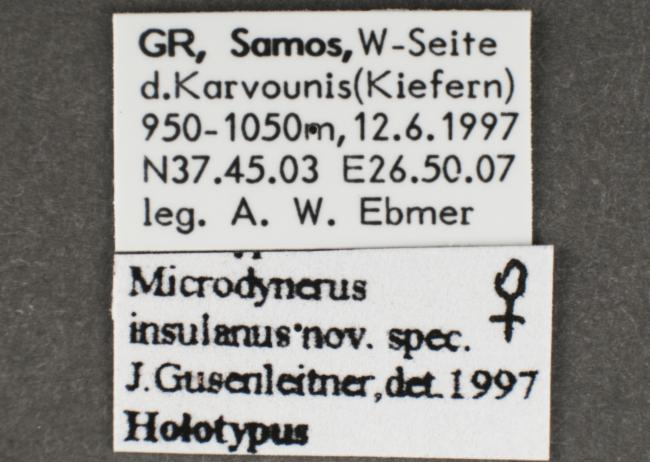 GR, Samos, W-Seite
d.Karvounis(Kiefern)
950-1050m, 12.6.1997
N37.45.03 E26.50.07
leg. A. W. Ebmer
Microdynerus ♀
insulanus nov. spec.
J. Gusenleitner, det. 1997
Holotypus